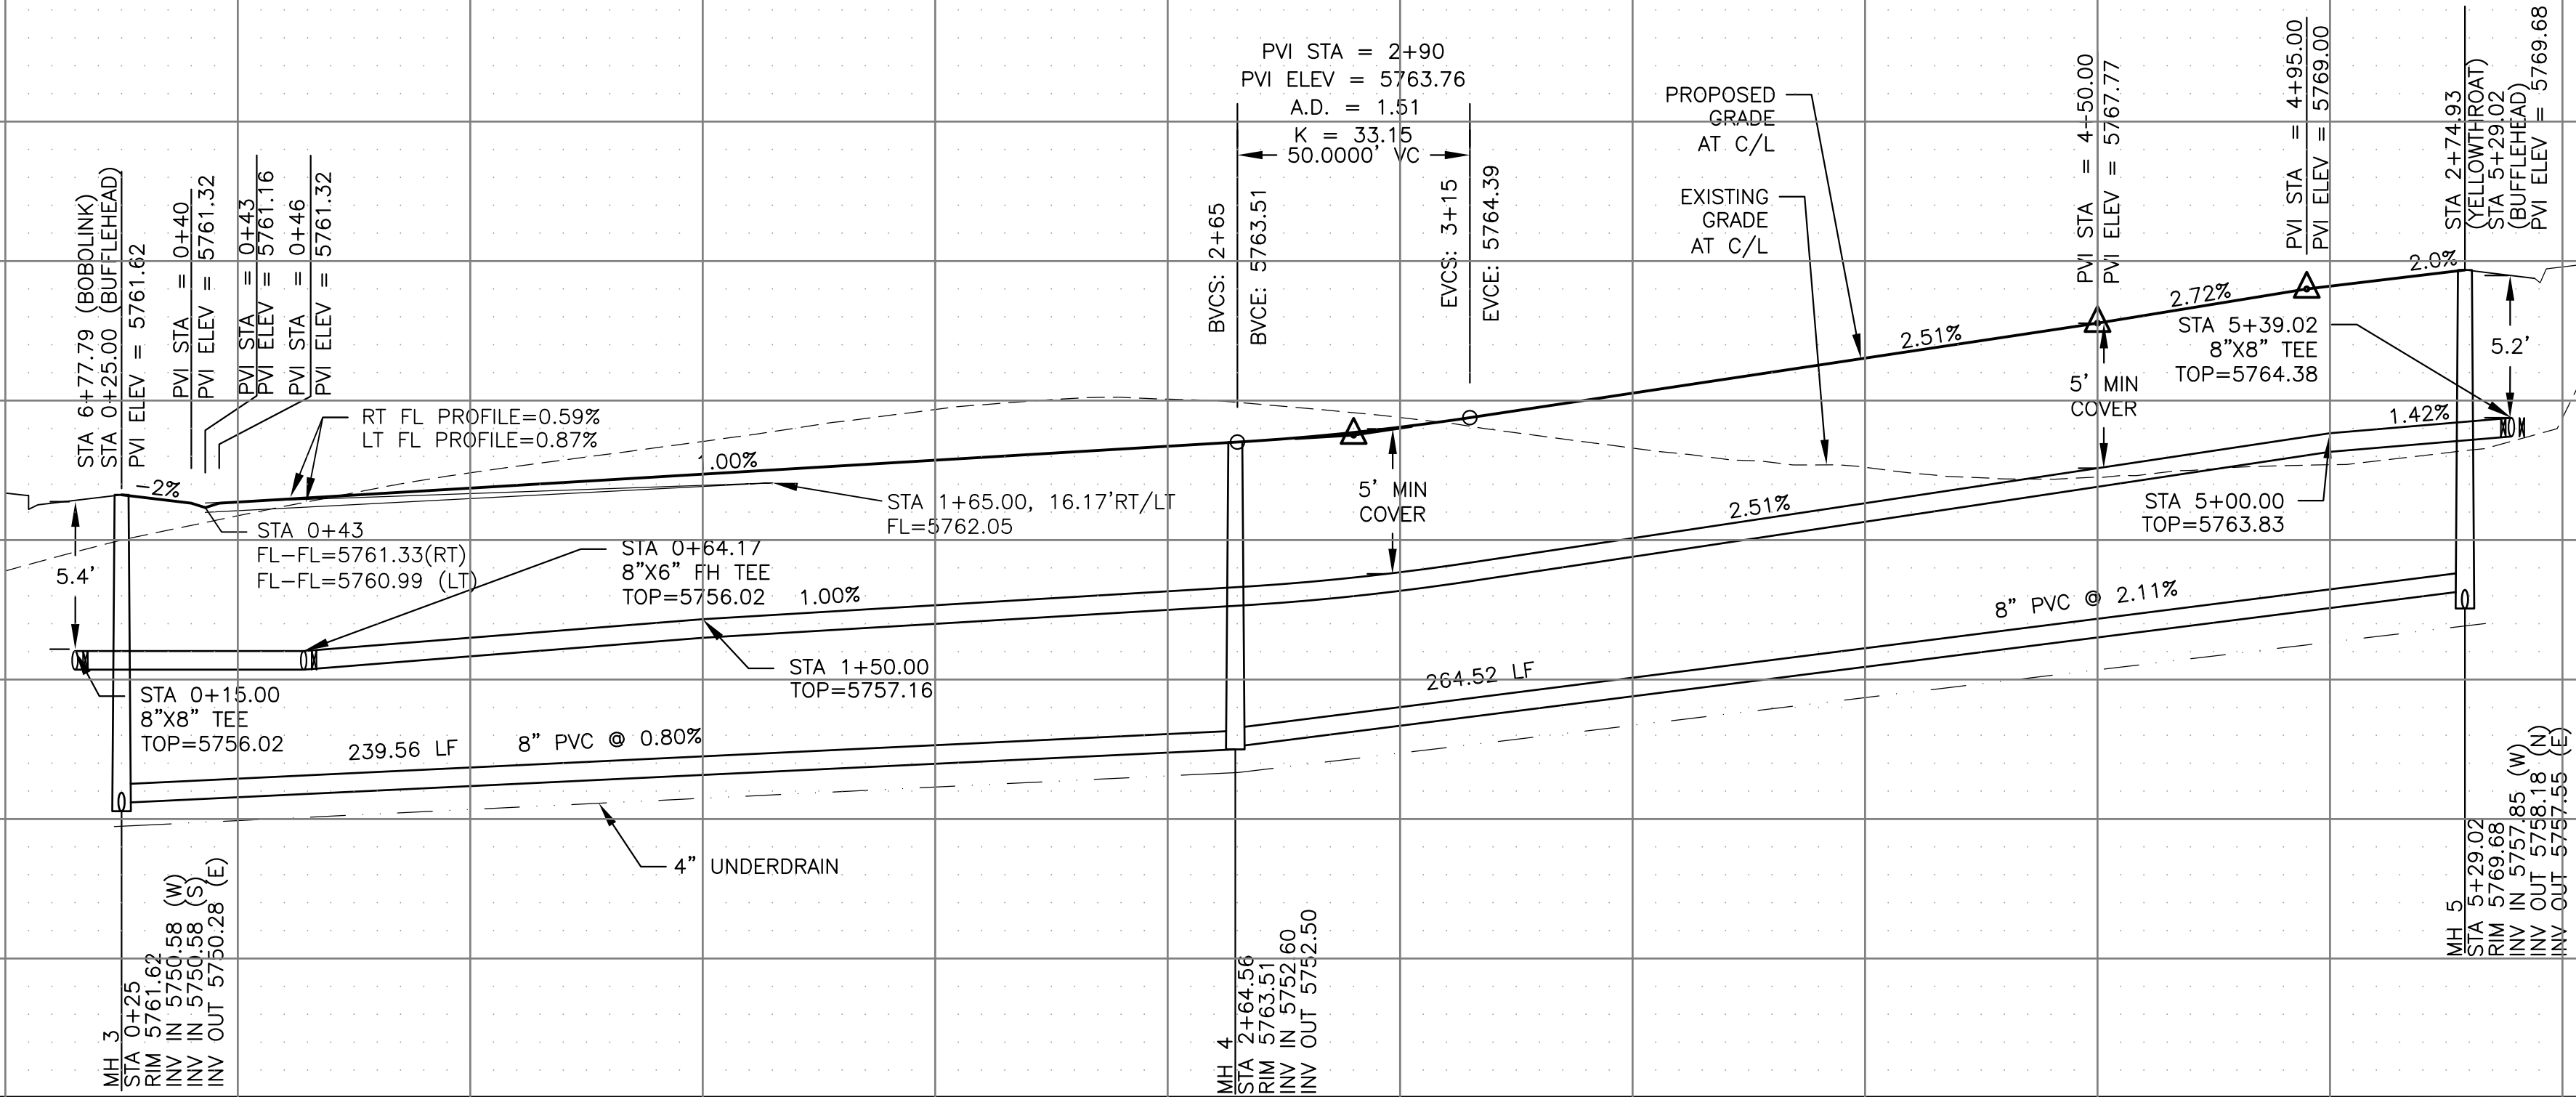 PVI STA = 2+90
PVI ELEV = 5763.76
A.D. = 1.51
K = 33.15
50.0000' VC
STA 6+77.79 (BOBOLINK)
STA 0+25.00 (BUFFLEHEAD)
PVI ELEV = 5761.62
PVI STA = 0+40
PVI ELEV = 5761.32
PVI STA = 0+43
PVI ELEV = 5761.16
PVI STA = 0+46
PVI ELEV = 5761.32
BVCS: 2+65
BVCE: 5763.51
EVCS: 3+15
EVCE: 5764.39
PROPOSED
GRADE
AT C/L
EXISTING
GRADE
AT C/L
PVI STA = 4+50.00
PVI ELEV = 5767.77
PVI STA = 4+95.00
PVI ELEV = 5769.00
STA 2+74.93
(YELLOWTHROAT)
STA 5+29.02
(BUFFLEHEAD)
PVI ELEV = 5769.68
-2%
RT FL PROFILE=0.59%
LT FL PROFILE=0.87%
1.00%
2.51%
2.72%
2.0%
STA 5+39.02
8"X8" TEE
TOP=5764.38
5.2'
5' MIN
COVER
1.42%
STA 0+43
FL-FL=5761.33(RT)
FL-FL=5760.99 (LT)
5.4'
STA 1+65.00, 16.17'RT/LT
FL=5762.05
5' MIN
COVER
2.51%
STA 5+00.00
TOP=5763.83
STA 0+64.17
8"X6" FH TEE
TOP=5756.02
1.00%
8" PVC @ 2.11%
STA 1+50.00
TOP=5757.16
264.52 LF
STA 0+15.00
8"X8" TEE
TOP=5756.02
239.56 LF
8" PVC @ 0.80%
4" UNDERDRAIN
MH 3
STA 0+25
RIM 5761.62
INV IN 5750.58 (W)
INV IN 5750.58 (S)
INV OUT 5750.28 (E)
MH 4
STA 2+64.56
RIM 5763.51
INV IN 5752.60
INV OUT 5752.50
MH 5
STA 5+29.02
RIM 5769.68
INV IN 5757.85 (W)
INV OUT 5758.18 (N)
INV OUT 5757.55 (E)